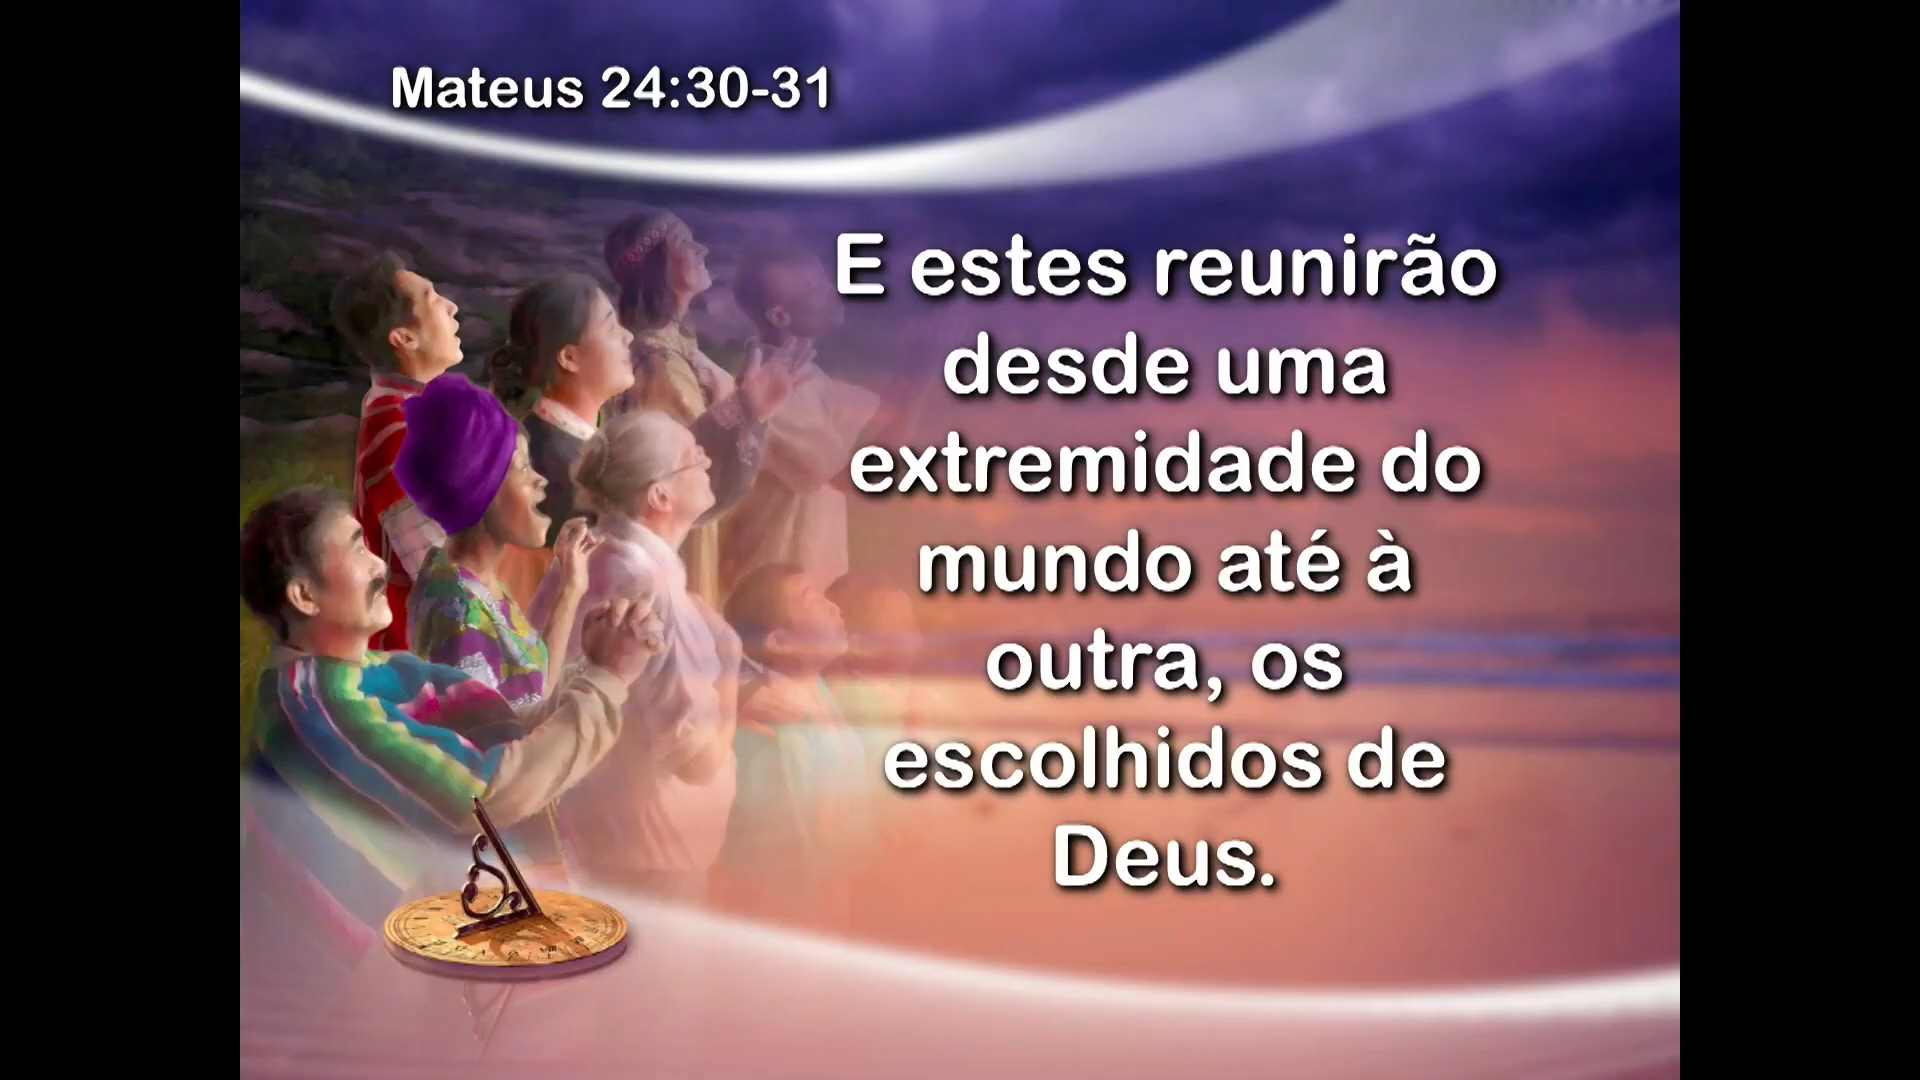 Mateus 24:30-31
E estes reunirão
desde uma
extremidade do
mundo até à
outra, os
escolhidos de
Deus.